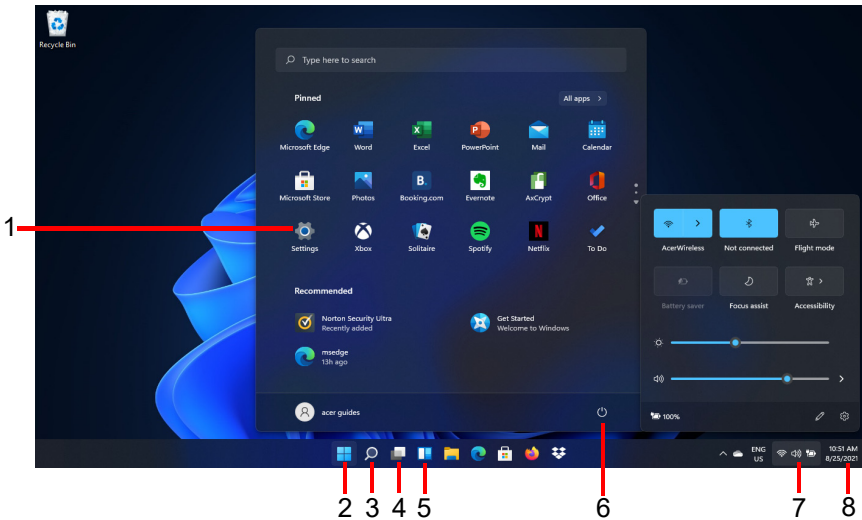 Recycle Bin
Type here to search
Pinned
All apps >
Microsoft Edge
Word
Excel
PowerPoint
Mail
Calendar
Microsoft Store
Photos
Booking.com
Evernote
AxCrypt
Office
1
Settings
Xbox
Solitaire
Spotify
Netflix
To Do
Recommended
Norton Security Ultra
Recently added
Get Started
Welcome to Windows
msedge
13h ago
acer guides
AcerWireless
Not connected
Flight mode
Battery saver
Focus assist
Accessibility
100%
ENG
US
10:51 AM
8/25/2021
2 3 4 5 6 7 8